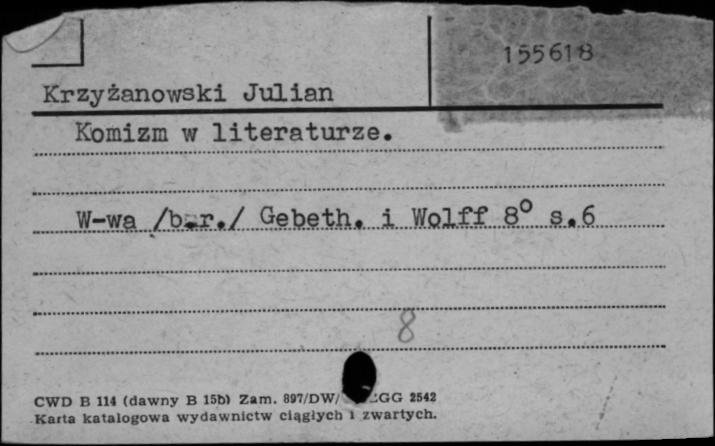 155618
Krzyżanowski Julian
Komizm w literaturze.
W-wa /b.r./ Gebeth. i Wolff 8° s.6
8
CWD B 114 (dawny B 15b) Zam. 897/DW/ GG 2542
Karta katalogowa wydawnictw ciągłych i zwartych.